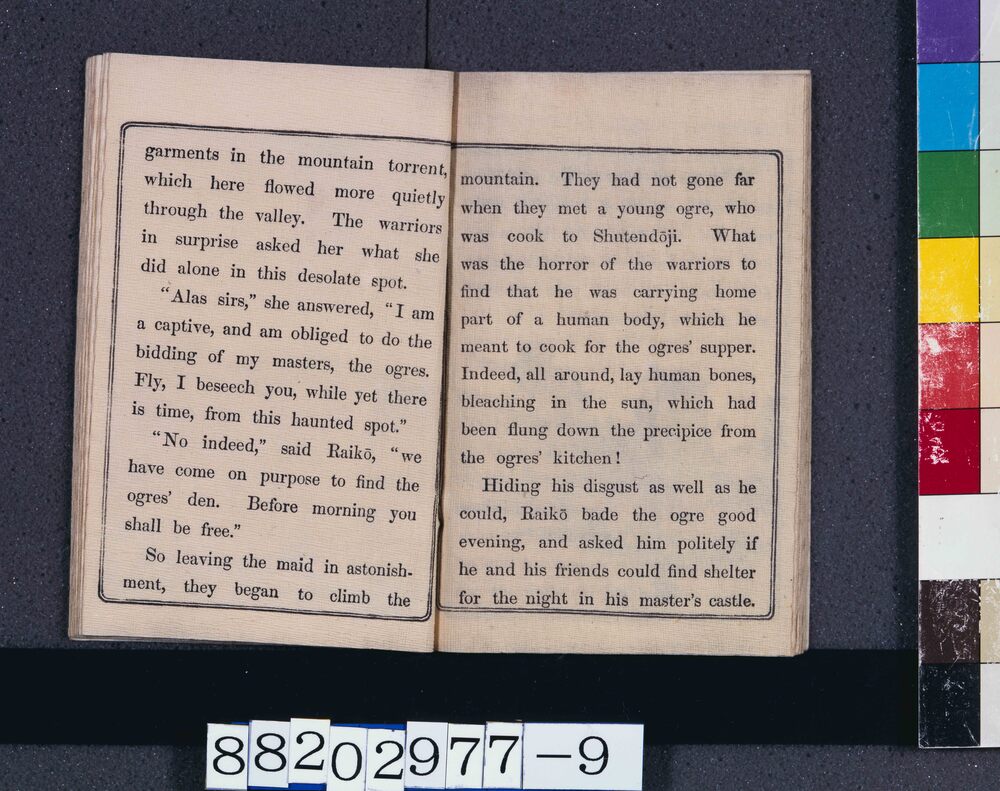 garments in the mountain torrent,
which here flowed more quietly
through the valley. The warriors
in surprise asked her what she
did alone in this desolate spot.
“Alas sirs,” she answered, “I am
a captive, and am obliged to do the
bidding of my masters, the ogres.
Fly, I beseech you, while yet there
is time, from this haunted spot.”
“No indeed,” said Raikō, “we
have come on purpose to find the
ogres’ den. Before morning you
shall be free.”
So leaving the maid in astonish-
ment, they began to climb the
mountain. They had not gone far
when they met a young ogre, who
was cook to Shutendōji. What
was the horror of the warriors to
find that he was carrying home
part of a human body, which he
meant to cook for the ogres’ supper.
Indeed, all around, lay human bones,
bleaching in the sun, which had
been flung down the precipice from
the ogres’ kitchen!
Hiding his disgust as well as he
could, Raikō bade the ogre good
evening, and asked him politely if
he and his friends could find shelter
for the night in his master’s castle.
88202977-9